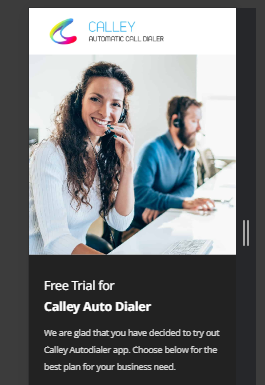 CALLEY
AUTOMATIC CALL DIALER
Free Trial for
Calley Auto Dialer
We are glad that you have decided to try out
Calley Autodialer app. Choose below for the
best plan for your business need.